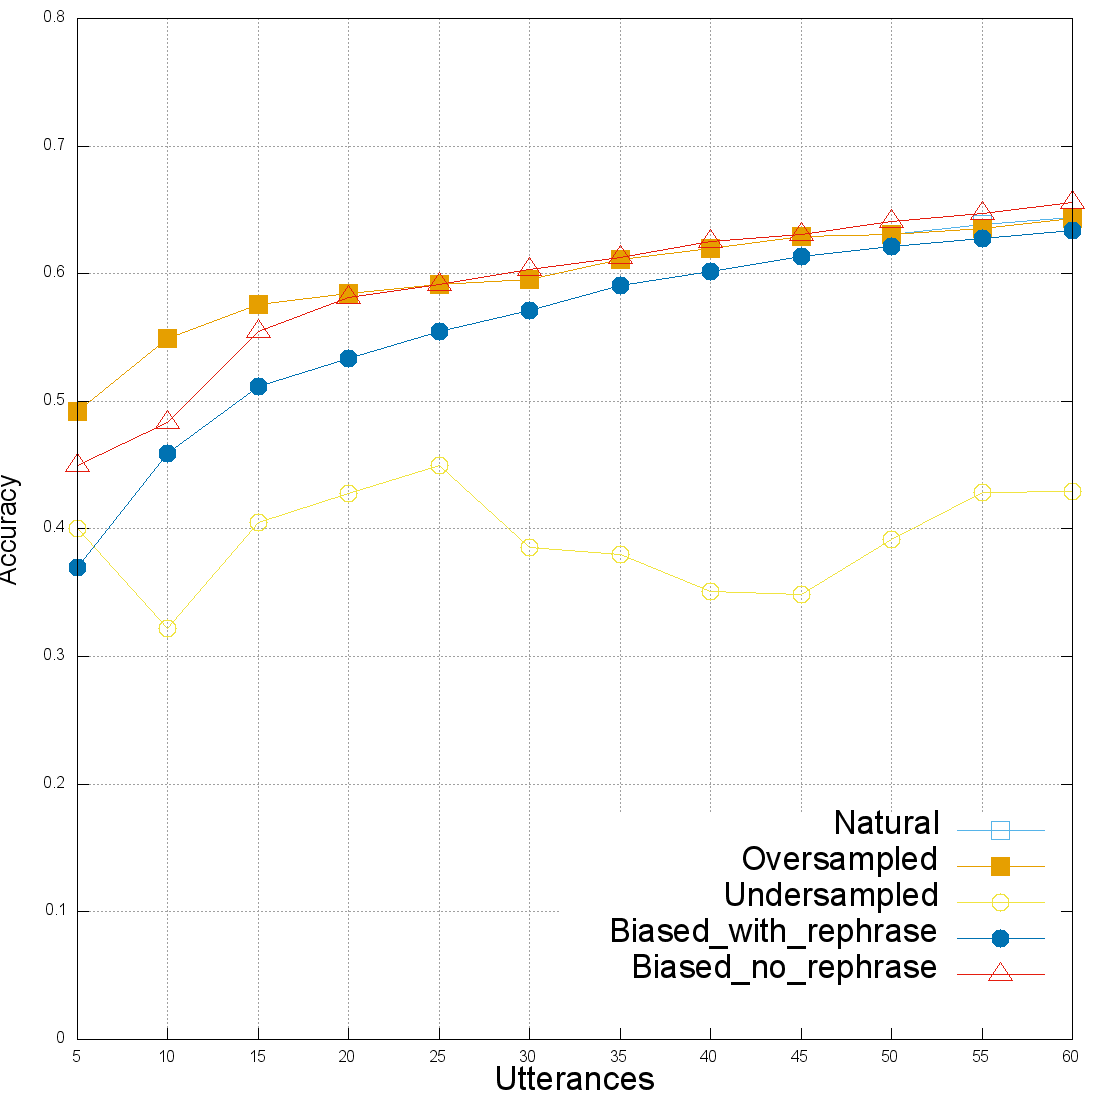 0.8
0.7
0.6
0.5
0.4
0.3
0.2
0.1
0
Accuracy
Natural
Oversampled
Undersampled
Biased_with_rephrase
Biased_no_rephrase
5 10 15 20 25 30 35 40 45 50 55 60
Utterances